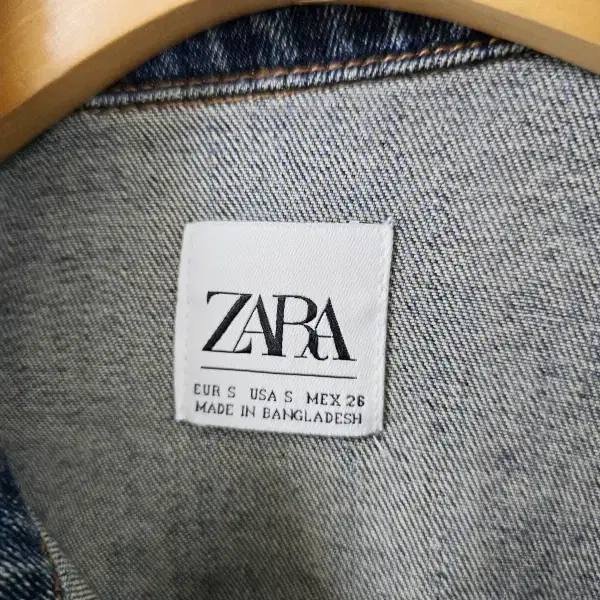 ZARA
EUR S USA S MEX 26
MADE IN BANGLADESH